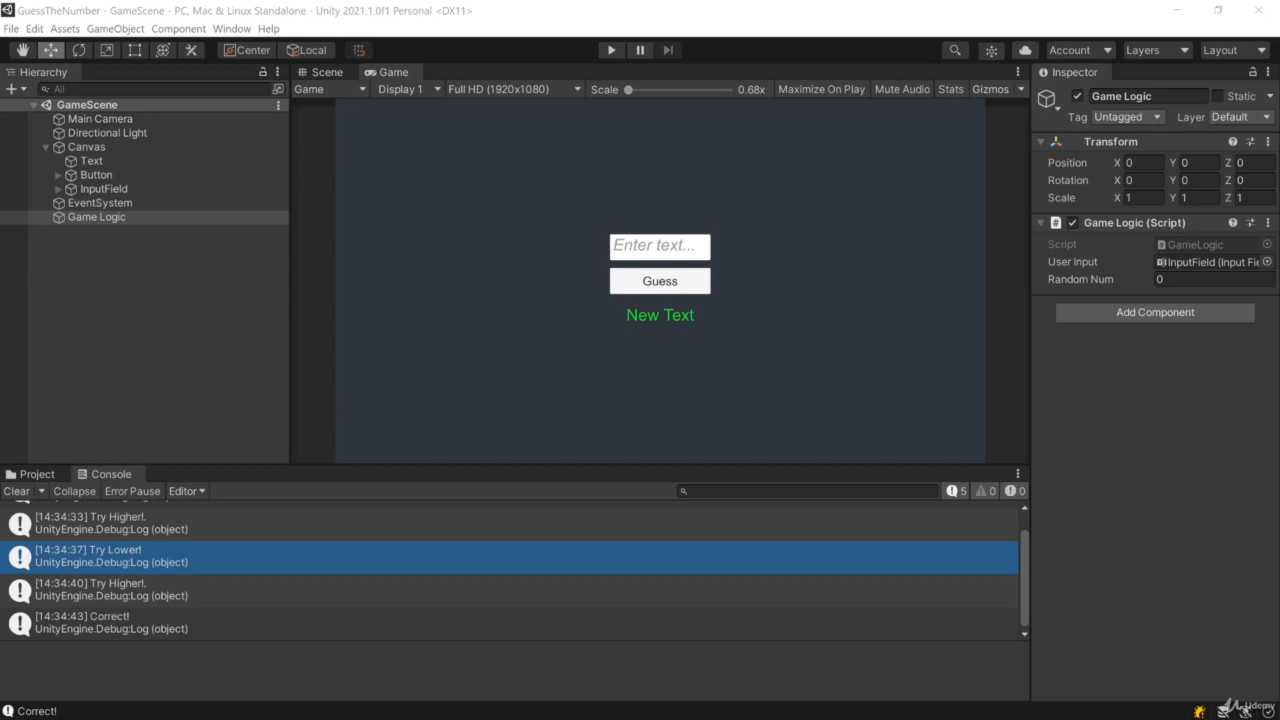 GuessTheNumber - GameScene - PC, Mac & Linux Standalone - Unity 2021.1.0f1 Personal <DX11>
File Edit Assets GameObject Component Window Help
Center Local Account Layers Layout
Hierarchy
All
GameScene
Main Camera
Directional Light
Canvas
Text
Button
InputField
EventSystem
Game Logic
Scene Game
Game Display 1 Full HD (1920x1080) Scale 0.68x Maximize On Play Mute Audio Stats Gizmos
Enter text...
Guess
New Text
Inspector
Game Logic Static
Tag Untagged Layer Default
Transform
Position X 0 Y 0 Z 0
Rotation X 0 Y 0 Z 0
Scale X 1 Y 1 Z 1
# Game Logic (Script)
Script # GameLogic
User Input InputField (Input Fie
Random Num 0
Add Component
Project Console
Clear Collapse Error Pause Editor 5 0 0
[14:34:33] Try Higher!.
UnityEngine.Debug:Log (object)
[14:34:37] Try Lower!
UnityEngine.Debug:Log (object)
[14:34:40] Try Higher!.
UnityEngine.Debug:Log (object)
[14:34:43] Correct!
UnityEngine.Debug:Log (object)
Correct!
Udemy